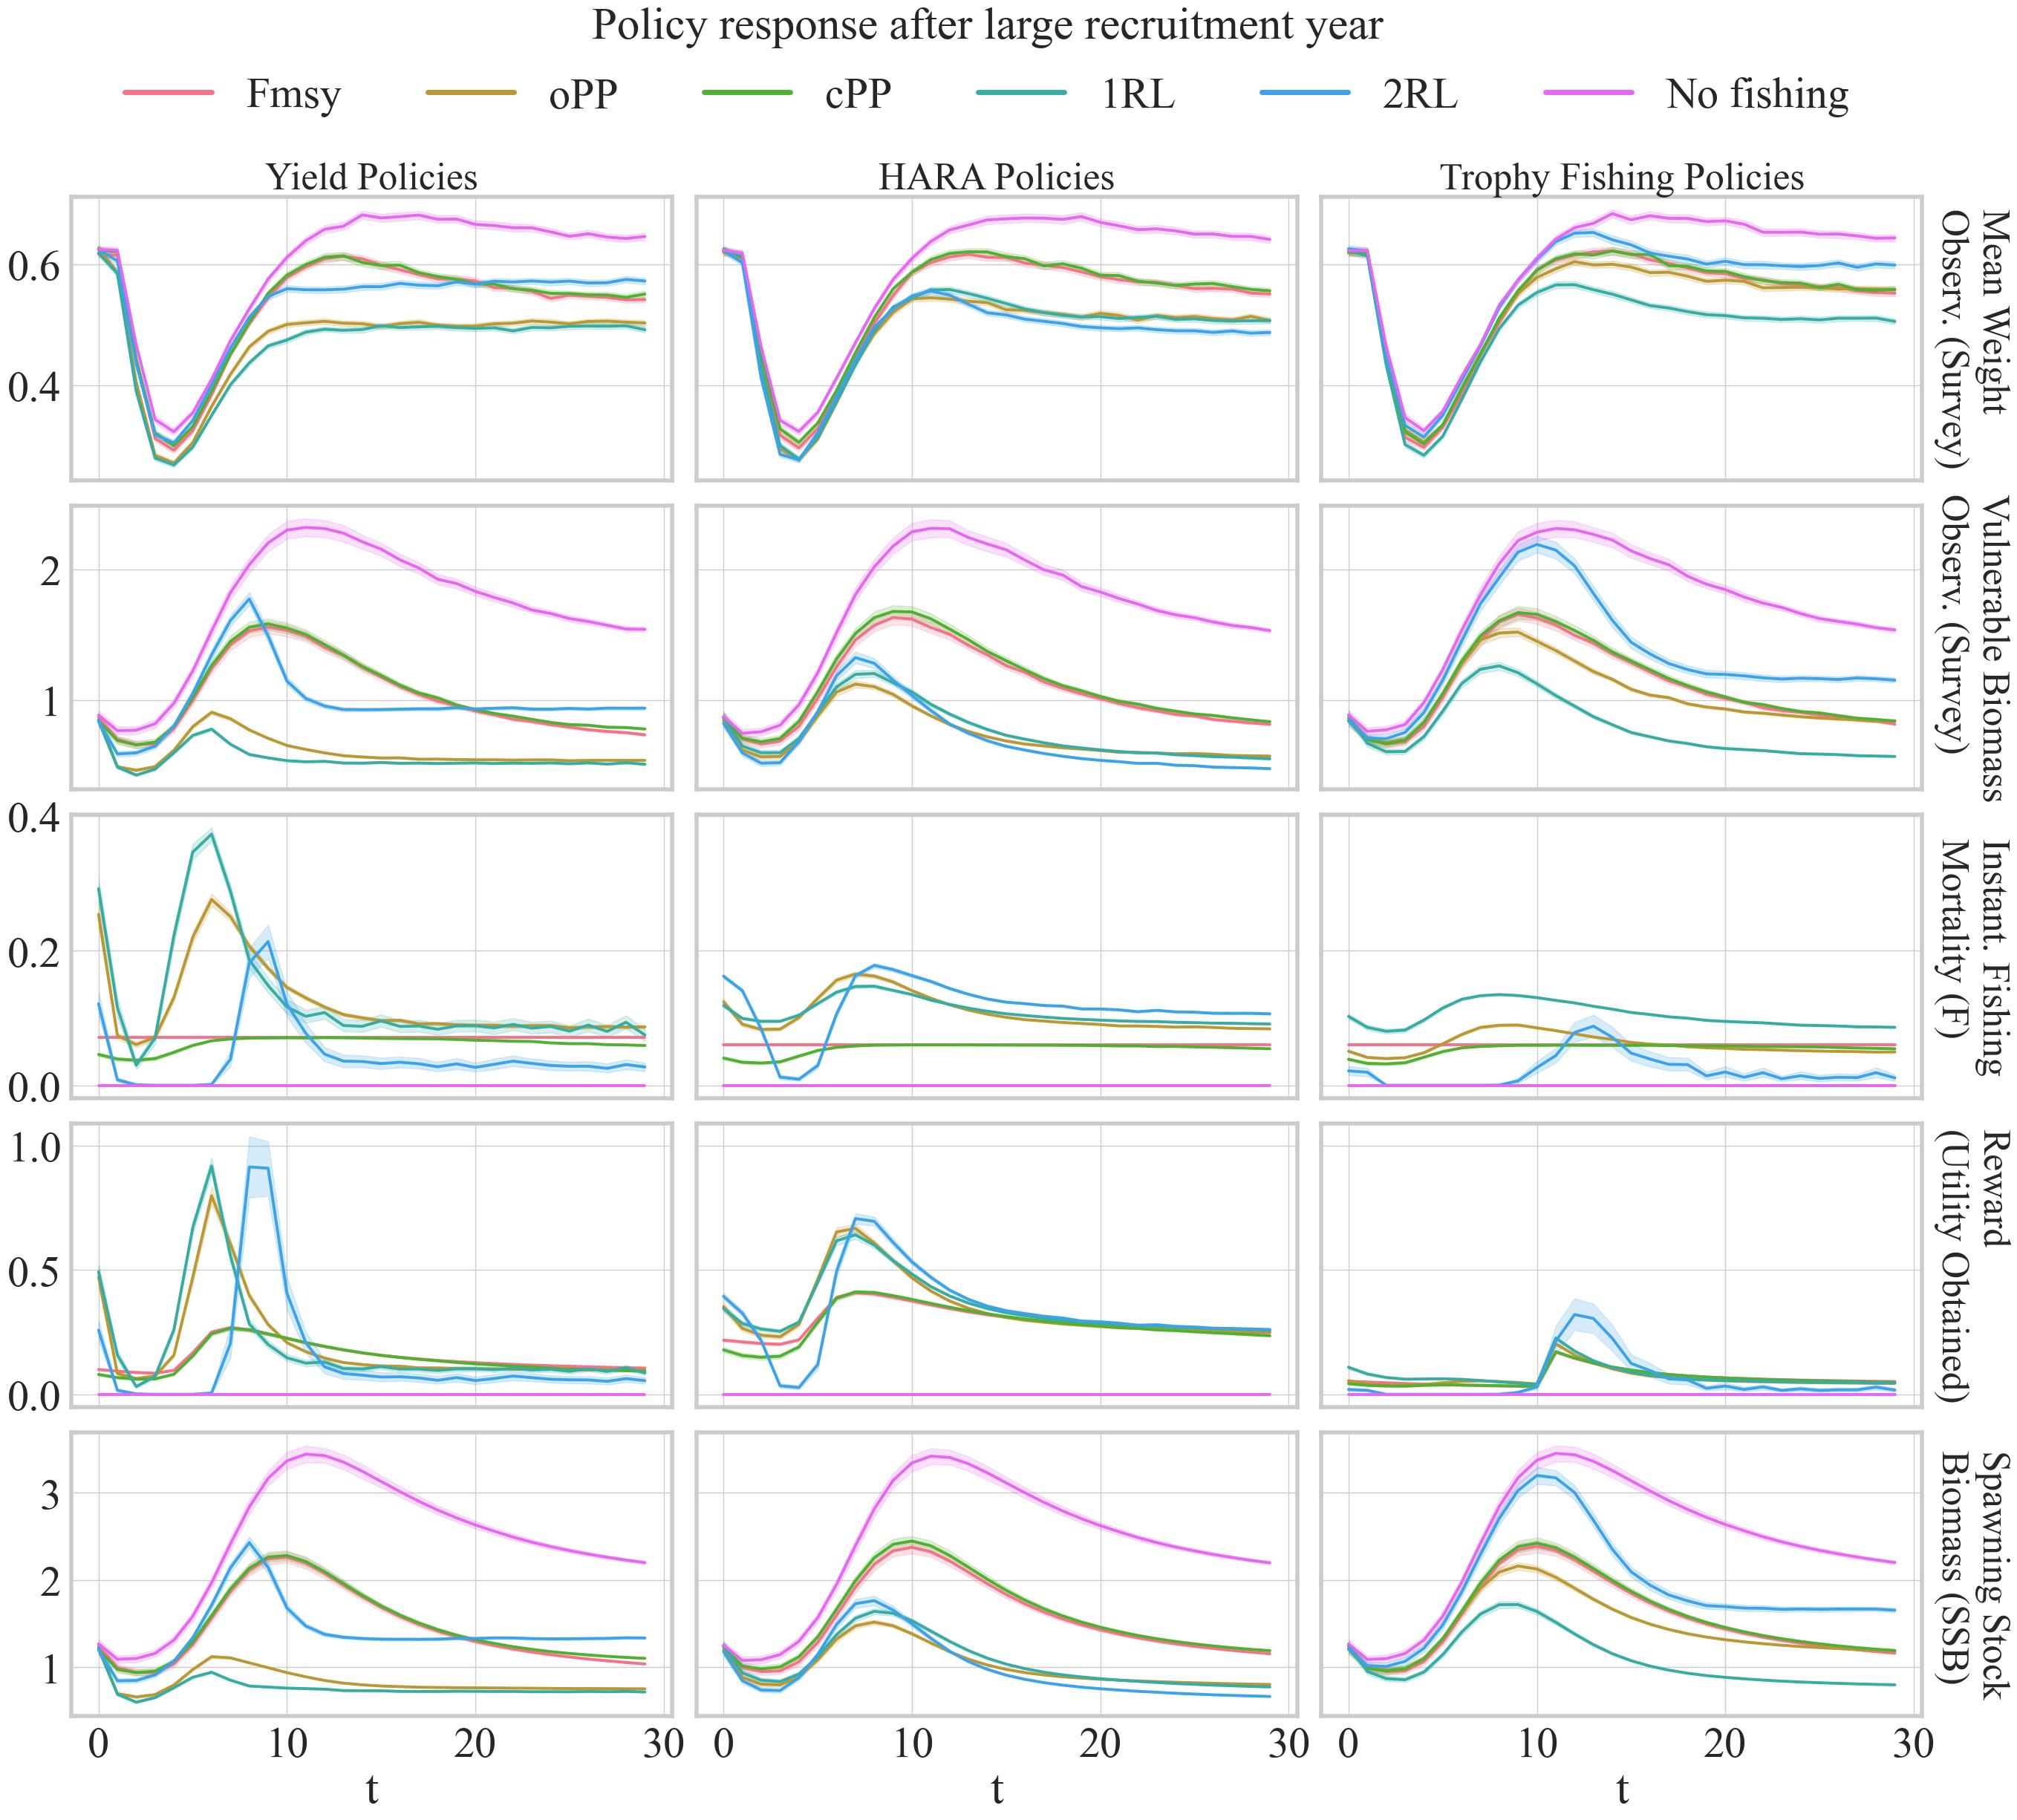 Policy response after large recruitment year
Fmsy oPP cPP 1RL 2RL No fishing
Yield Policies HARA Policies Trophy Fishing Policies
0.6
0.4
Mean Weight
Observ. (Survey)
2
1
Vulnerable Biomass
Observ. (Survey)
0.4
0.2
0.0
Instant. Fishing
Mortality (F)
1.0
0.5
0.0
Reward
(Utility Obtained)
3
2
1
Spawning Stock
Biomass (SSB)
0 10 20 30 0 10 20 30 0 10 20 30
t t t